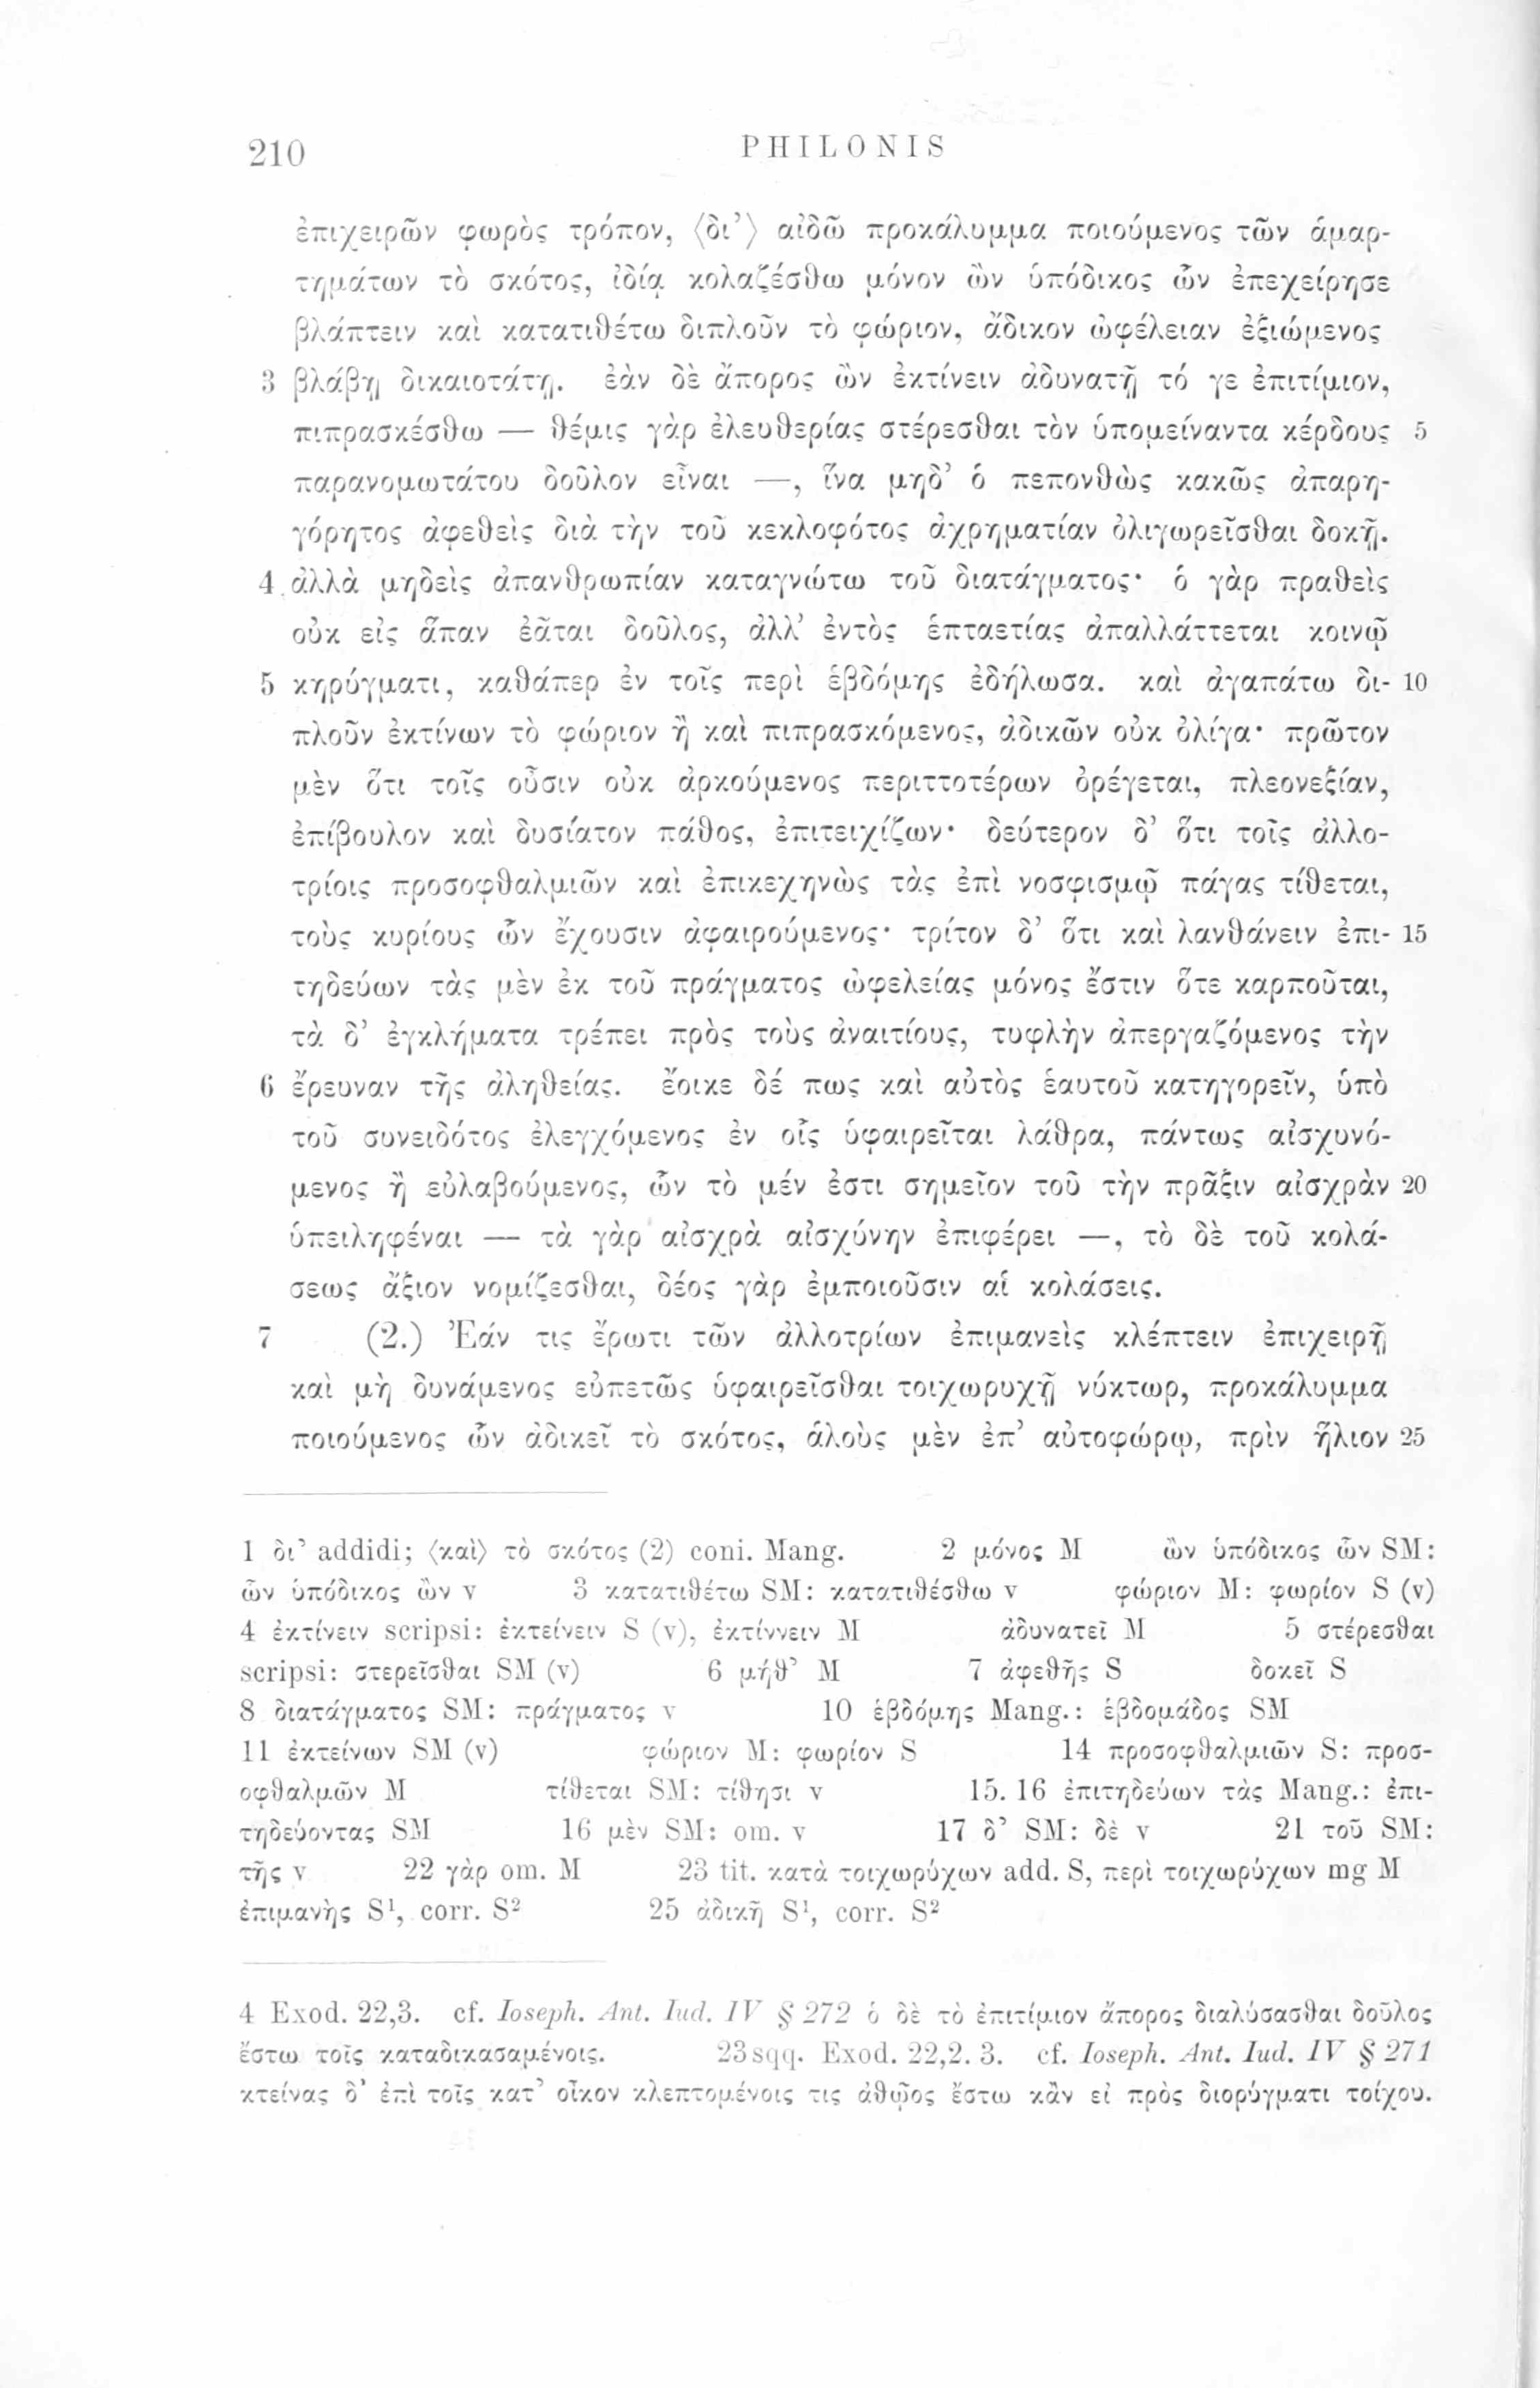 210 PHILONIS
ἐπιχειρῶν φωρὸς τρόπον, ⟨δι’⟩ αἰδῶ προκάλυμμα ποιούμενος τῶν ἁμαρ-
τημάτων τὸ σκότος, ἰδίᾳ κολαζέσθω μόνον ὢν ὑπόδικος ὧν ἐπεχείρησε
βλάπτειν καὶ κατατιθέτω διπλοῦν τὸ φώριον, ἄδικον ὠφέλειαν ἐξιώμενος
3 βλάβῃ δικαιοτάτῃ. ἐὰν δὲ ἄπορος ὢν ἐκτίνειν ἀδυνατῇ τό γε ἐπιτίμιον,
πιπρασκέσθω — θέμις γὰρ ἐλευθερίας στέρεσθαι τὸν ὑπομείναντα κέρδους 5
παρανομωτάτου δοῦλον εἶναι —, ἵνα μηδ’ ὁ πεπονθὼς κακῶς ἀπαρη-
γόρητος ἀφεθεὶς διὰ τὴν τοῦ κεκλοφότος ἀχρηματίαν ὀλιγωρεῖσθαι δοκῇ.
4 ἀλλὰ μηδεὶς ἀπανθρωπίαν καταγνώτω τοῦ διατάγματος· ὁ γὰρ πραθεὶς
οὐκ εἰς ἅπαν ἐᾶται δοῦλος, ἀλλ’ ἐντὸς ἑπταετίας ἀπαλλάττεται κοινῷ
5 κηρύγματι, καθάπερ ἐν τοῖς περὶ ἑβδόμης ἐδήλωσα. καὶ ἀγαπάτω δι- 10
πλοῦν ἐκτίνων τὸ φώριον ἢ καὶ πιπρασκόμενος, ἀδικῶν οὐκ ὀλίγα· πρῶτον
μὲν ὅτι τοῖς οὖσιν οὐκ ἀρκούμενος περιττοτέρων ὀρέγεται, πλεονεξίαν,
ἐπίβουλον καὶ δυσίατον πάθος, ἐπιτειχίζων· δεύτερον δ’ ὅτι τοῖς ἀλλο-
τρίοις προσοφθαλμιῶν καὶ ἐπικεχηνὼς τὰς ἐπὶ νοσφισμῷ πάγας τίθεται,
τοὺς κυρίους ὧν ἔχουσιν ἀφαιρούμενος· τρίτον δ’ ὅτι καὶ λανθάνειν ἐπι- 15
τηδεύων τὰς μὲν ἐκ τοῦ πράγματος ὠφελείας μόνος ἔστιν ὅτε καρποῦται,
τὰ δ’ ἐγκλήματα τρέπει πρὸς τοὺς ἀναιτίους, τυφλὴν ἀπεργαζόμενος τὴν
6 ἔρευναν τῆς ἀληθείας. ἔοικε δέ πως καὶ αὐτὸς ἑαυτοῦ κατηγορεῖν, ὑπὸ
τοῦ συνειδότος ἐλεγχόμενος ἐν οἷς ὑφαιρεῖται λάθρα, πάντως αἰσχυνό-
μενος ἢ εὐλαβούμενος, ὧν τὸ μέν ἐστι σημεῖον τοῦ τὴν πρᾶξιν αἰσχρὰν 20
ὑπειληφέναι — τὰ γὰρ αἰσχρὰ αἰσχύνην ἐπιφέρει —, τὸ δὲ τοῦ κολά-
σεως ἄξιον νομίζεσθαι, δέος γὰρ ἐμποιοῦσιν αἱ κολάσεις.
7 (2.) Ἐάν τις ἔρωτι τῶν ἀλλοτρίων ἐπιμανεὶς κλέπτειν ἐπιχειρῇ
καὶ μὴ δυνάμενος εὐπετῶς ὑφαιρεῖσθαι τοιχωρυχῇ νύκτωρ, προκάλυμμα
ποιούμενος ὧν ἀδικεῖ τὸ σκότος, ἁλοὺς μὲν ἐπ’ αὐτοφώρῳ, πρὶν ἥλιον 25
1 δι’ addidi; ⟨καὶ⟩ τὸ σκότος (2) coni. Mang. 2 μόνος M ὢν ὑπόδικος ὧν SM:
ὧν ὑπόδικος ὢν v 3 κατατιθέτω SM: κατατιθέσθω v φώριον M: φωρίον S (v)
4 ἐκτίνειν scripsi: ἐκτείνειν S (v), ἐκτίννειν M ἀδυνατεῖ M 5 στέρεσθαι
scripsi: στερεῖσθαι SM (v) 6 μήθ’ M 7 ἀφεθῆς S δοκεῖ S
8 διατάγματος SM: πράγματος v 10 ἑβδόμης Mang.: ἑβδομάδος SM
11 ἐκτείνων SM (v) φώριον M: φωρίον S 14 προσοφθαλμιῶν S: προσ-
οφθαλμῶν M τίθεται SM: τίθησι v 15. 16 ἐπιτηδεύων τὰς Mang.: ἐπι-
τηδεύοντας SM 16 μὲν SM: om. v 17 δ’ SM: δὲ v 21 τοῦ SM:
τῆς v 22 γὰρ om. M 23 tit. κατὰ τοιχωρύχων add. S, περὶ τοιχωρύχων mg M
ἐπιμανὴς S¹, corr. S² 25 ἀδικῆ S¹, corr. S²
4 Exod. 22,3. cf. Ioseph. Ant. Iud. IV § 272 ὁ δὲ τὸ ἐπιτίμιον ἄπορος διαλύσασθαι δοῦλος
ἔστω τοῖς καταδικασαμένοις. 23 sqq. Exod. 22,2. 3. cf. Ioseph. Ant. Iud. IV § 271
κτείνας δ’ ἐπὶ τοῖς κατ’ οἶκον κλεπτομένοις τις ἀθῷος ἔστω κἂν εἰ πρὸς διορύγματι τοίχου.